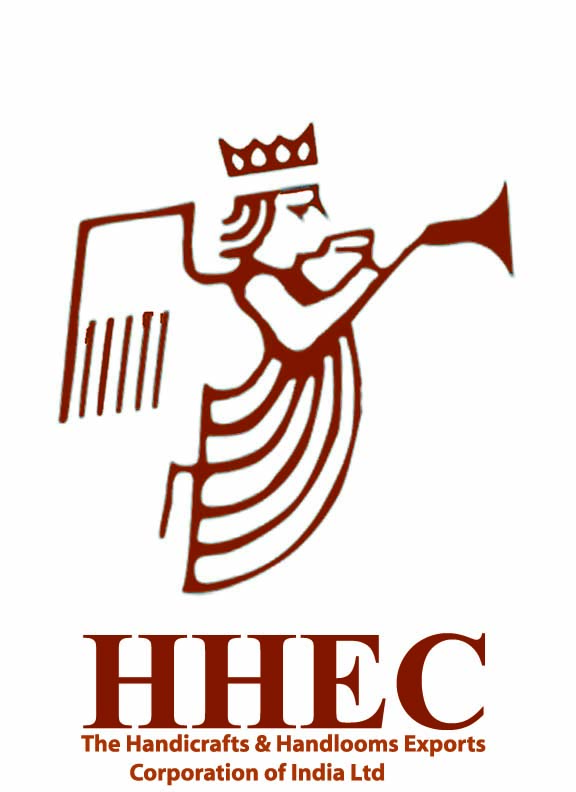 HHEC
The Handicrafts & Handlooms Exports
Corporation of India Ltd